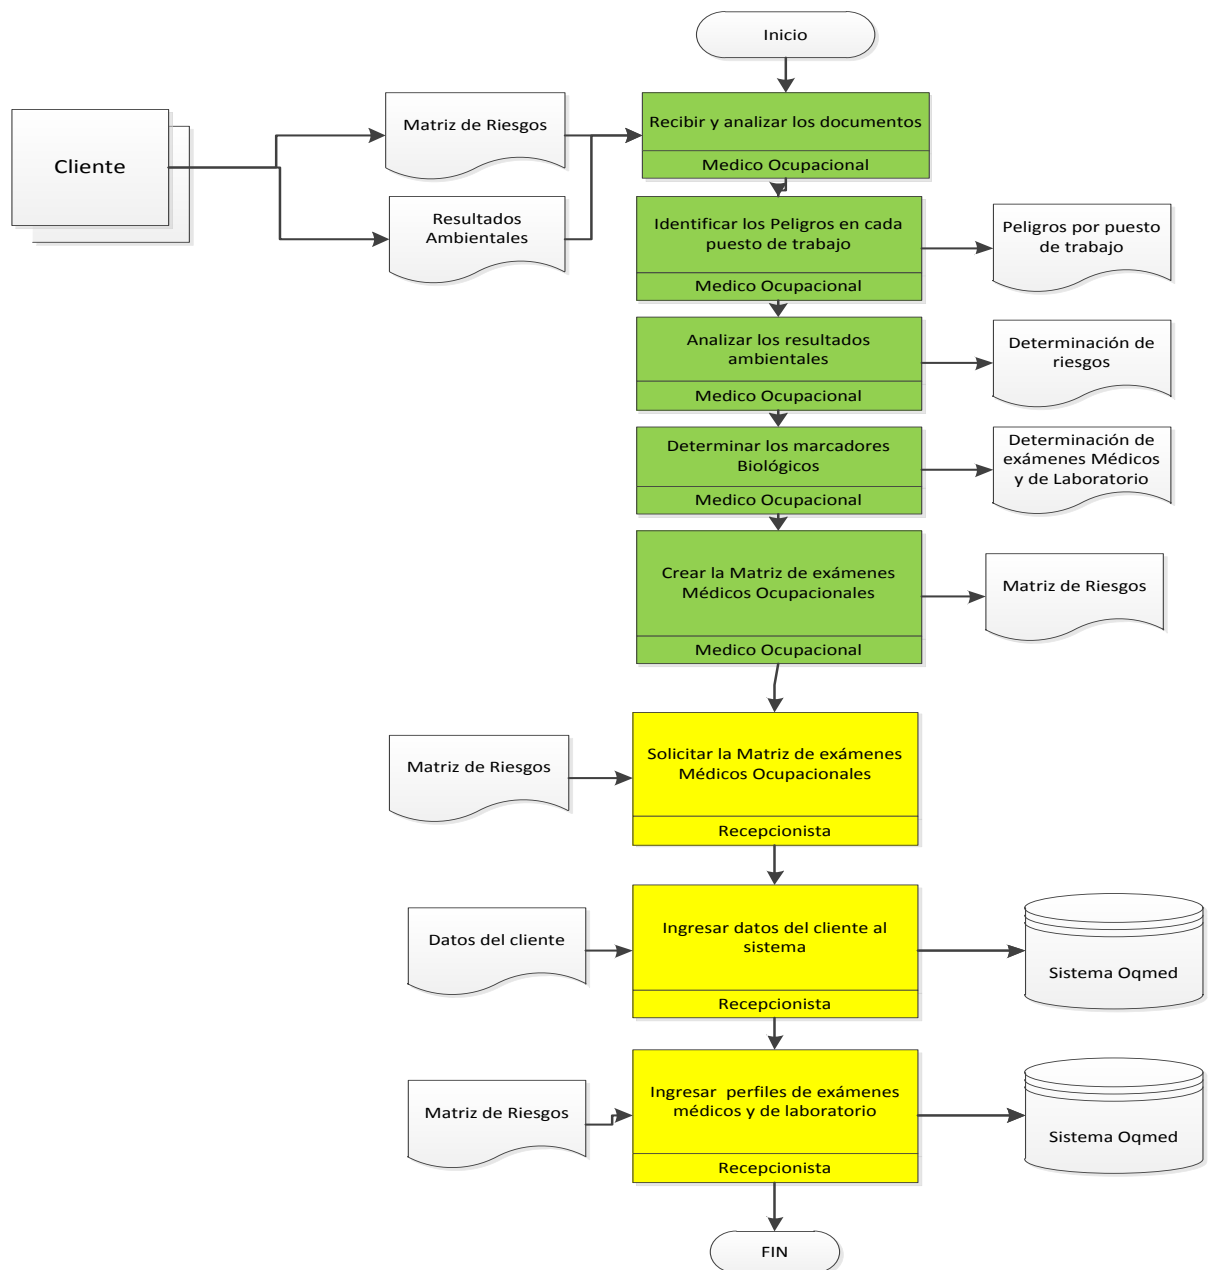 Inicio
Cliente
Matriz de Riesgos
Resultados
Ambientales
Recibir y analizar los documentos
Medico Ocupacional
Identificar los Peligros en cada
puesto de trabajo
Medico Ocupacional
Peligros por puesto
de trabajo
Analizar los resultados
ambientales
Medico Ocupacional
Determinación de
riesgos
Determinar los marcadores
Biológicos
Medico Ocupacional
Determinación de
exámenes Médicos
y de Laboratorio
Crear la Matriz de exámenes
Médicos Ocupacionales
Medico Ocupacional
Matriz de Riesgos
Matriz de Riesgos
Solicitar la Matriz de exámenes
Médicos Ocupacionales
Recepcionista
Datos del cliente
Ingresar datos del cliente al
sistema
Recepcionista
Sistema Oqmed
Matriz de Riesgos
Ingresar perfiles de exámenes
médicos y de laboratorio
Recepcionista
Sistema Oqmed
FIN